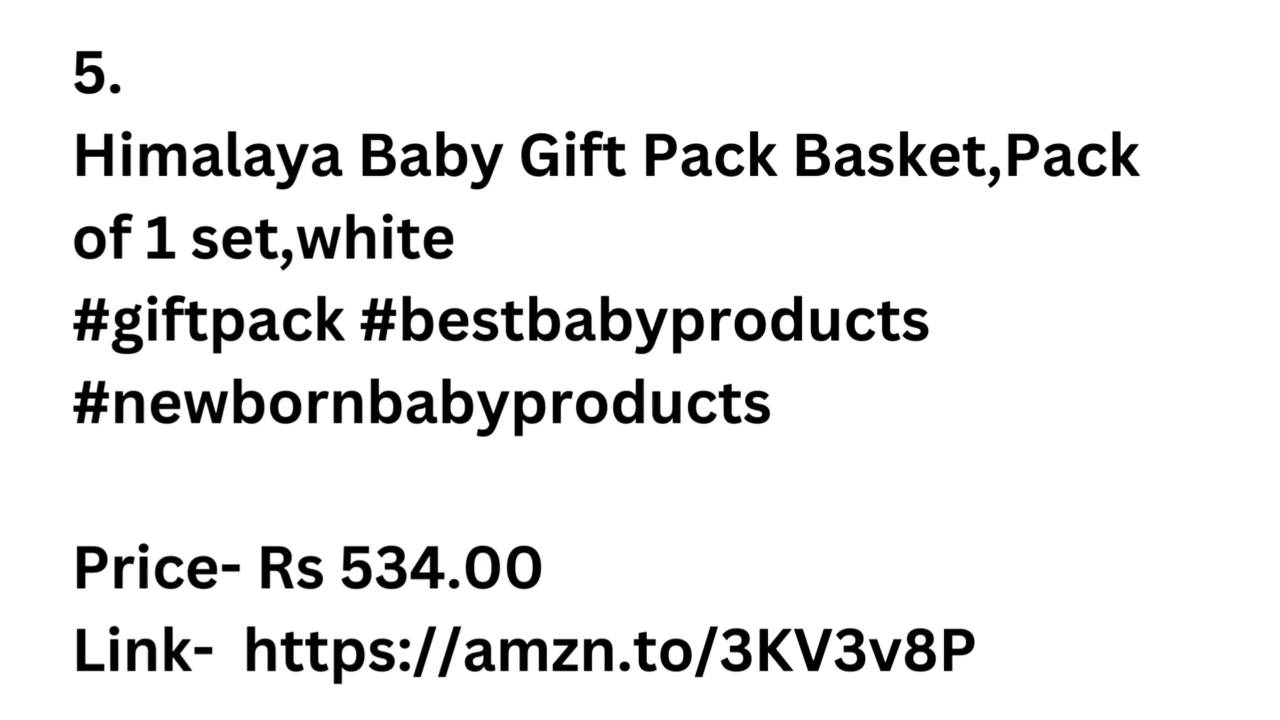 5.
Himalaya Baby Gift Pack Basket,Pack
of 1 set,white
#giftpack #bestbabyproducts
#newbornbabyproducts
Price- Rs 534.00
Link-  https://amzn.to/3KV3v8P